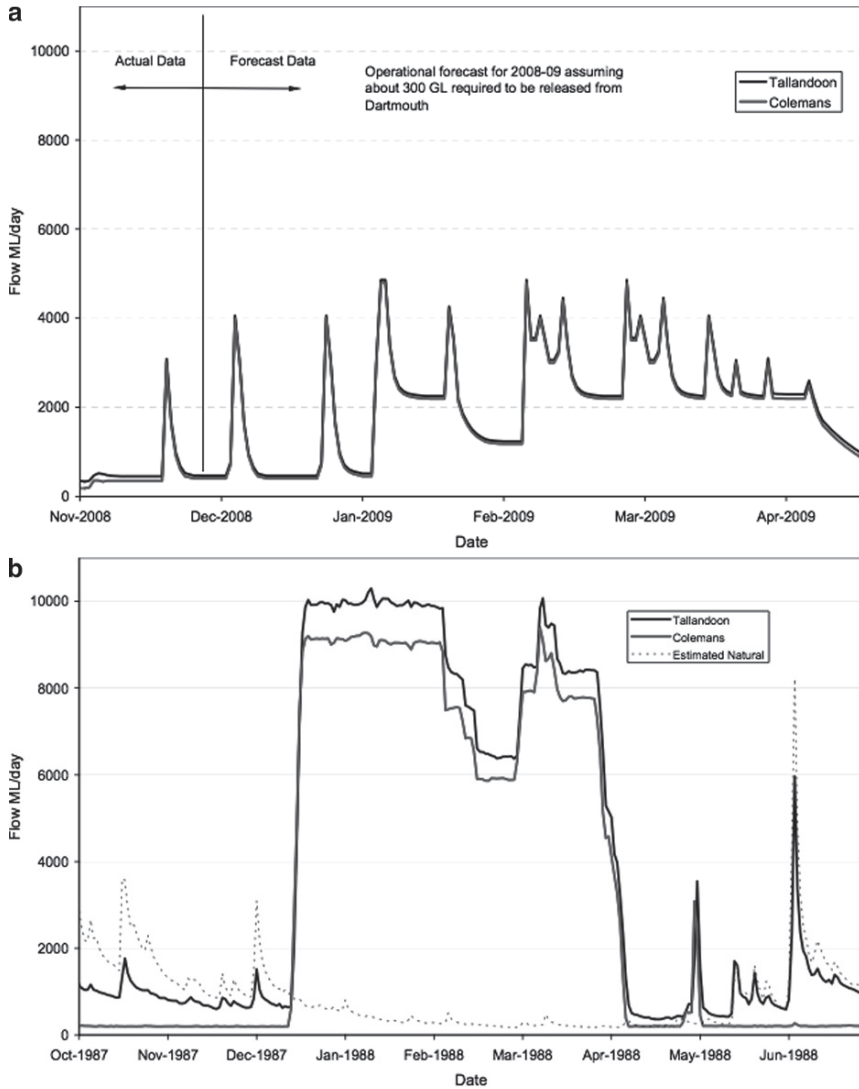 a
10000
8000
6000
4000
2000
0
Flow ML/day
Actual Data
Forecast Data
Operational forecast for 2008-09 assuming
about 300 GL required to be released from
Dartmouth
Tallandoon
Colemans
Nov-2008
Dec-2008
Jan-2009
Feb-2009
Mar-2009
Apr-2009
Date
b
10000
8000
6000
4000
2000
0
Flow ML/day
Tallandoon
Colemans
Estimated Natural
Oct-1987
Nov-1987
Dec-1987
Jan-1988
Feb-1988
Mar-1988
Apr-1988
May-1988
Jun-1988
Date